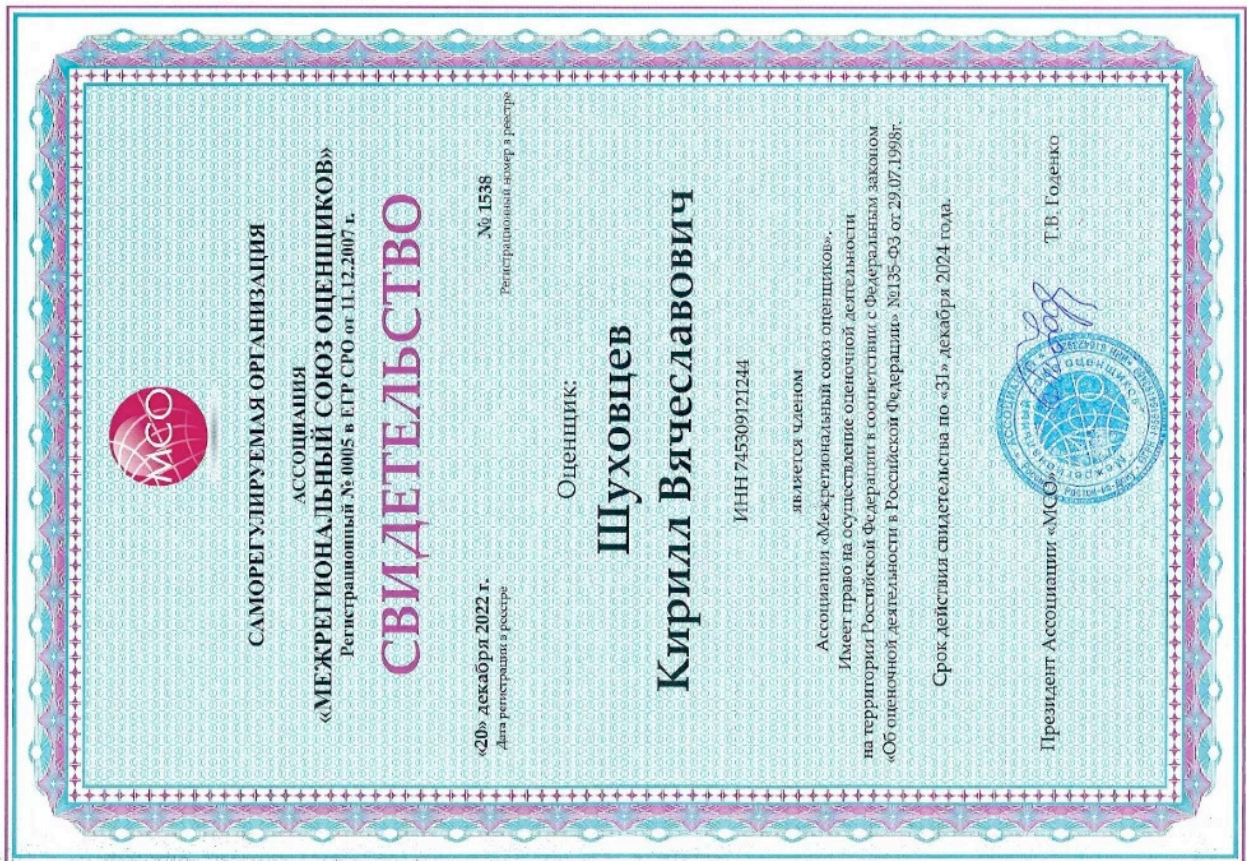 МСО
САМОРЕГУЛИРУЕМАЯ ОРГАНИЗАЦИЯ
АССОЦИАЦИЯ
«МЕЖРЕГИОНАЛЬНЫЙ СОЮЗ ОЦЕНЩИКОВ»
Регистрационный № 0005 в ЕГР СРО от 11.12.2007 г.
СВИДЕТЕЛЬСТВО
«20» декабря 2022 г. № 1538
Дата регистрации в реестре Регистрационный номер в реестре
Оценщик:
Шуховцев
Кирилл Вячеславович
ИНН 745309121244
является членом
Ассоциации «Межрегиональный союз оценщиков».
Имеет право на осуществление оценочной деятельности
на территории Российской Федерации в соответствии с Федеральным законом
«Об оценочной деятельности в Российской Федерации» №135-ФЗ от 29.07.1998г.
Срок действия свидетельства по «31» декабря 2024 года.
Президент Ассоциации «МСО» Т.В. Годенко